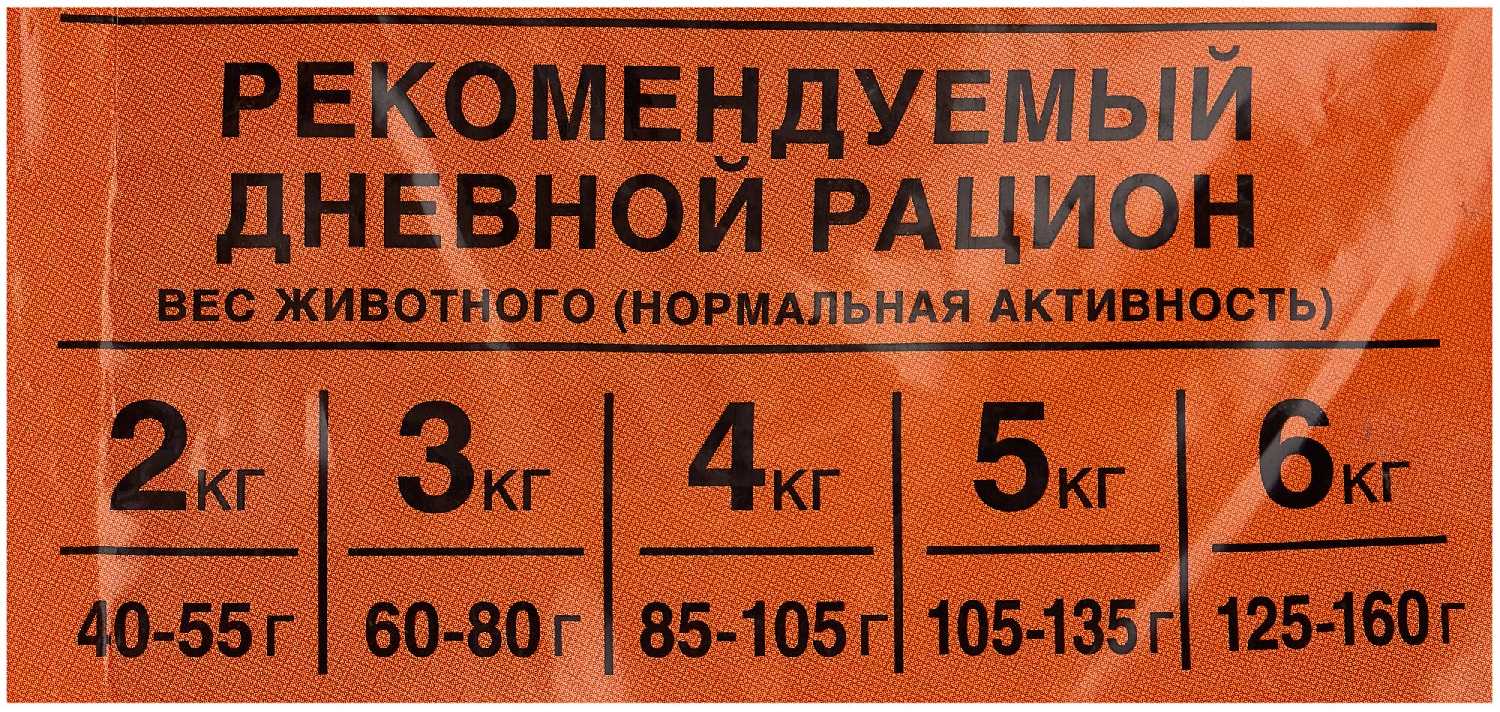 РЕКОМЕНДУЕМЫЙ
ДНЕВНОЙ РАЦИОН
ВЕС ЖИВОТНОГО (НОРМАЛЬНАЯ АКТИВНОСТЬ)
2кг 3кг 4кг 5кг 6кг
40-55г 60-80г 85-105г 105-135г 125-160г